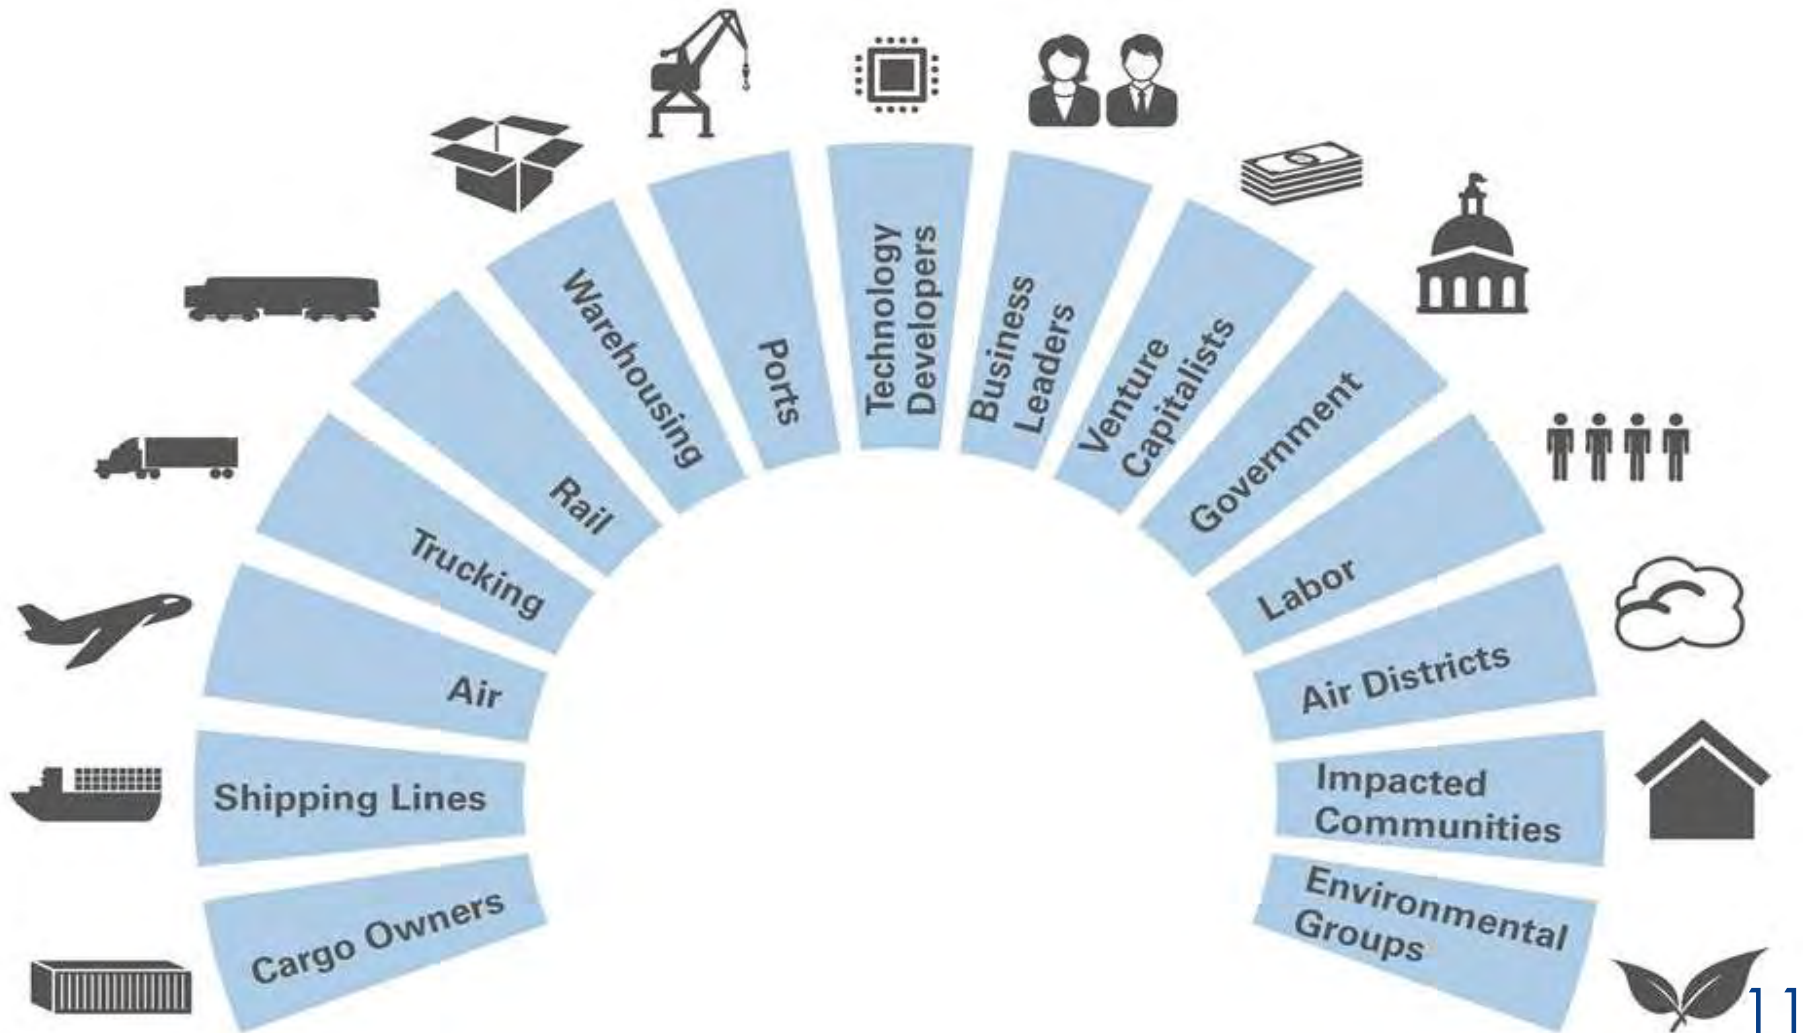 Cargo Owners
Shipping Lines
Air
Trucking
Rail
Warehousing
Ports
Technology
Developers
Business
Leaders
Venture
Capitalists
Government
Labor
Air Districts
Impacted
Communities
Environmental
Groups
11